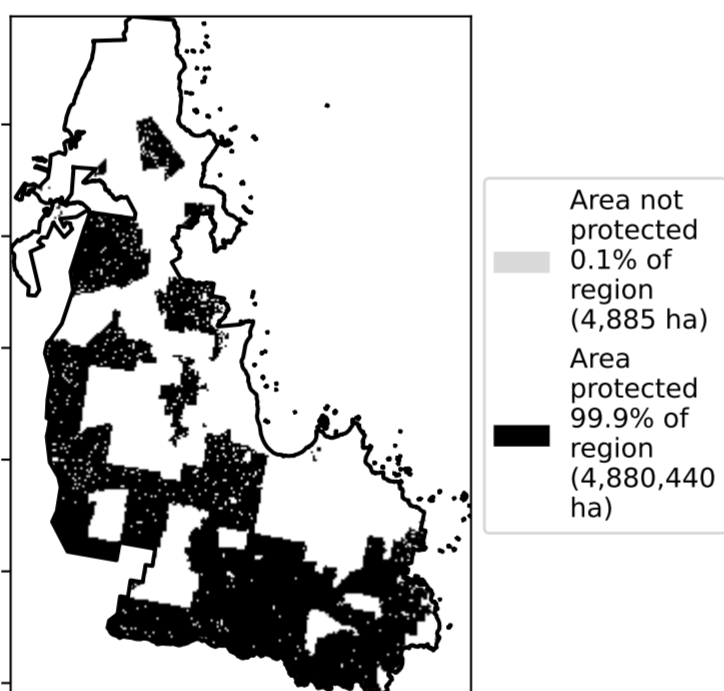 Area not
protected
0.1% of
region
(4,885 ha)
Area
protected
99.9% of
region
(4,880,440
ha)